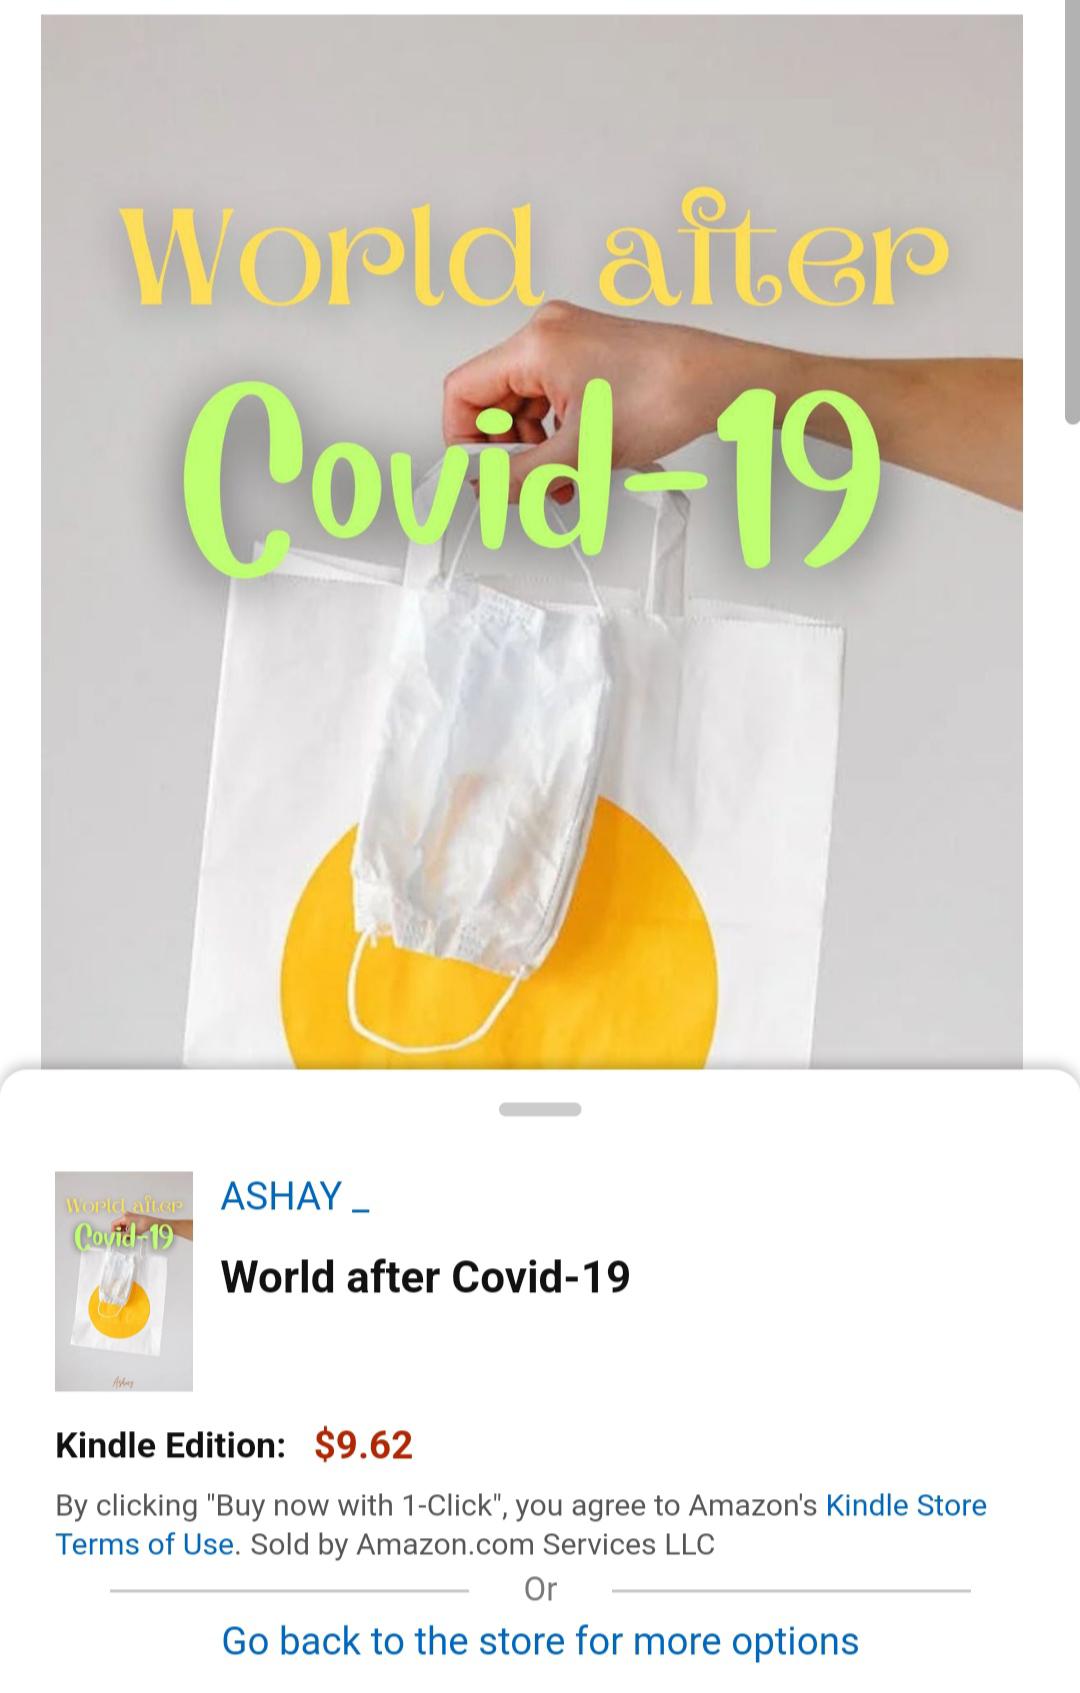 World after
Covid-19
World after
Covid-19
Ashay
ASHAY _
World after Covid-19
Kindle Edition: $9.62
By clicking "Buy now with 1-Click", you agree to Amazon's Kindle Store
Terms of Use. Sold by Amazon.com Services LLC
Or
Go back to the store for more options